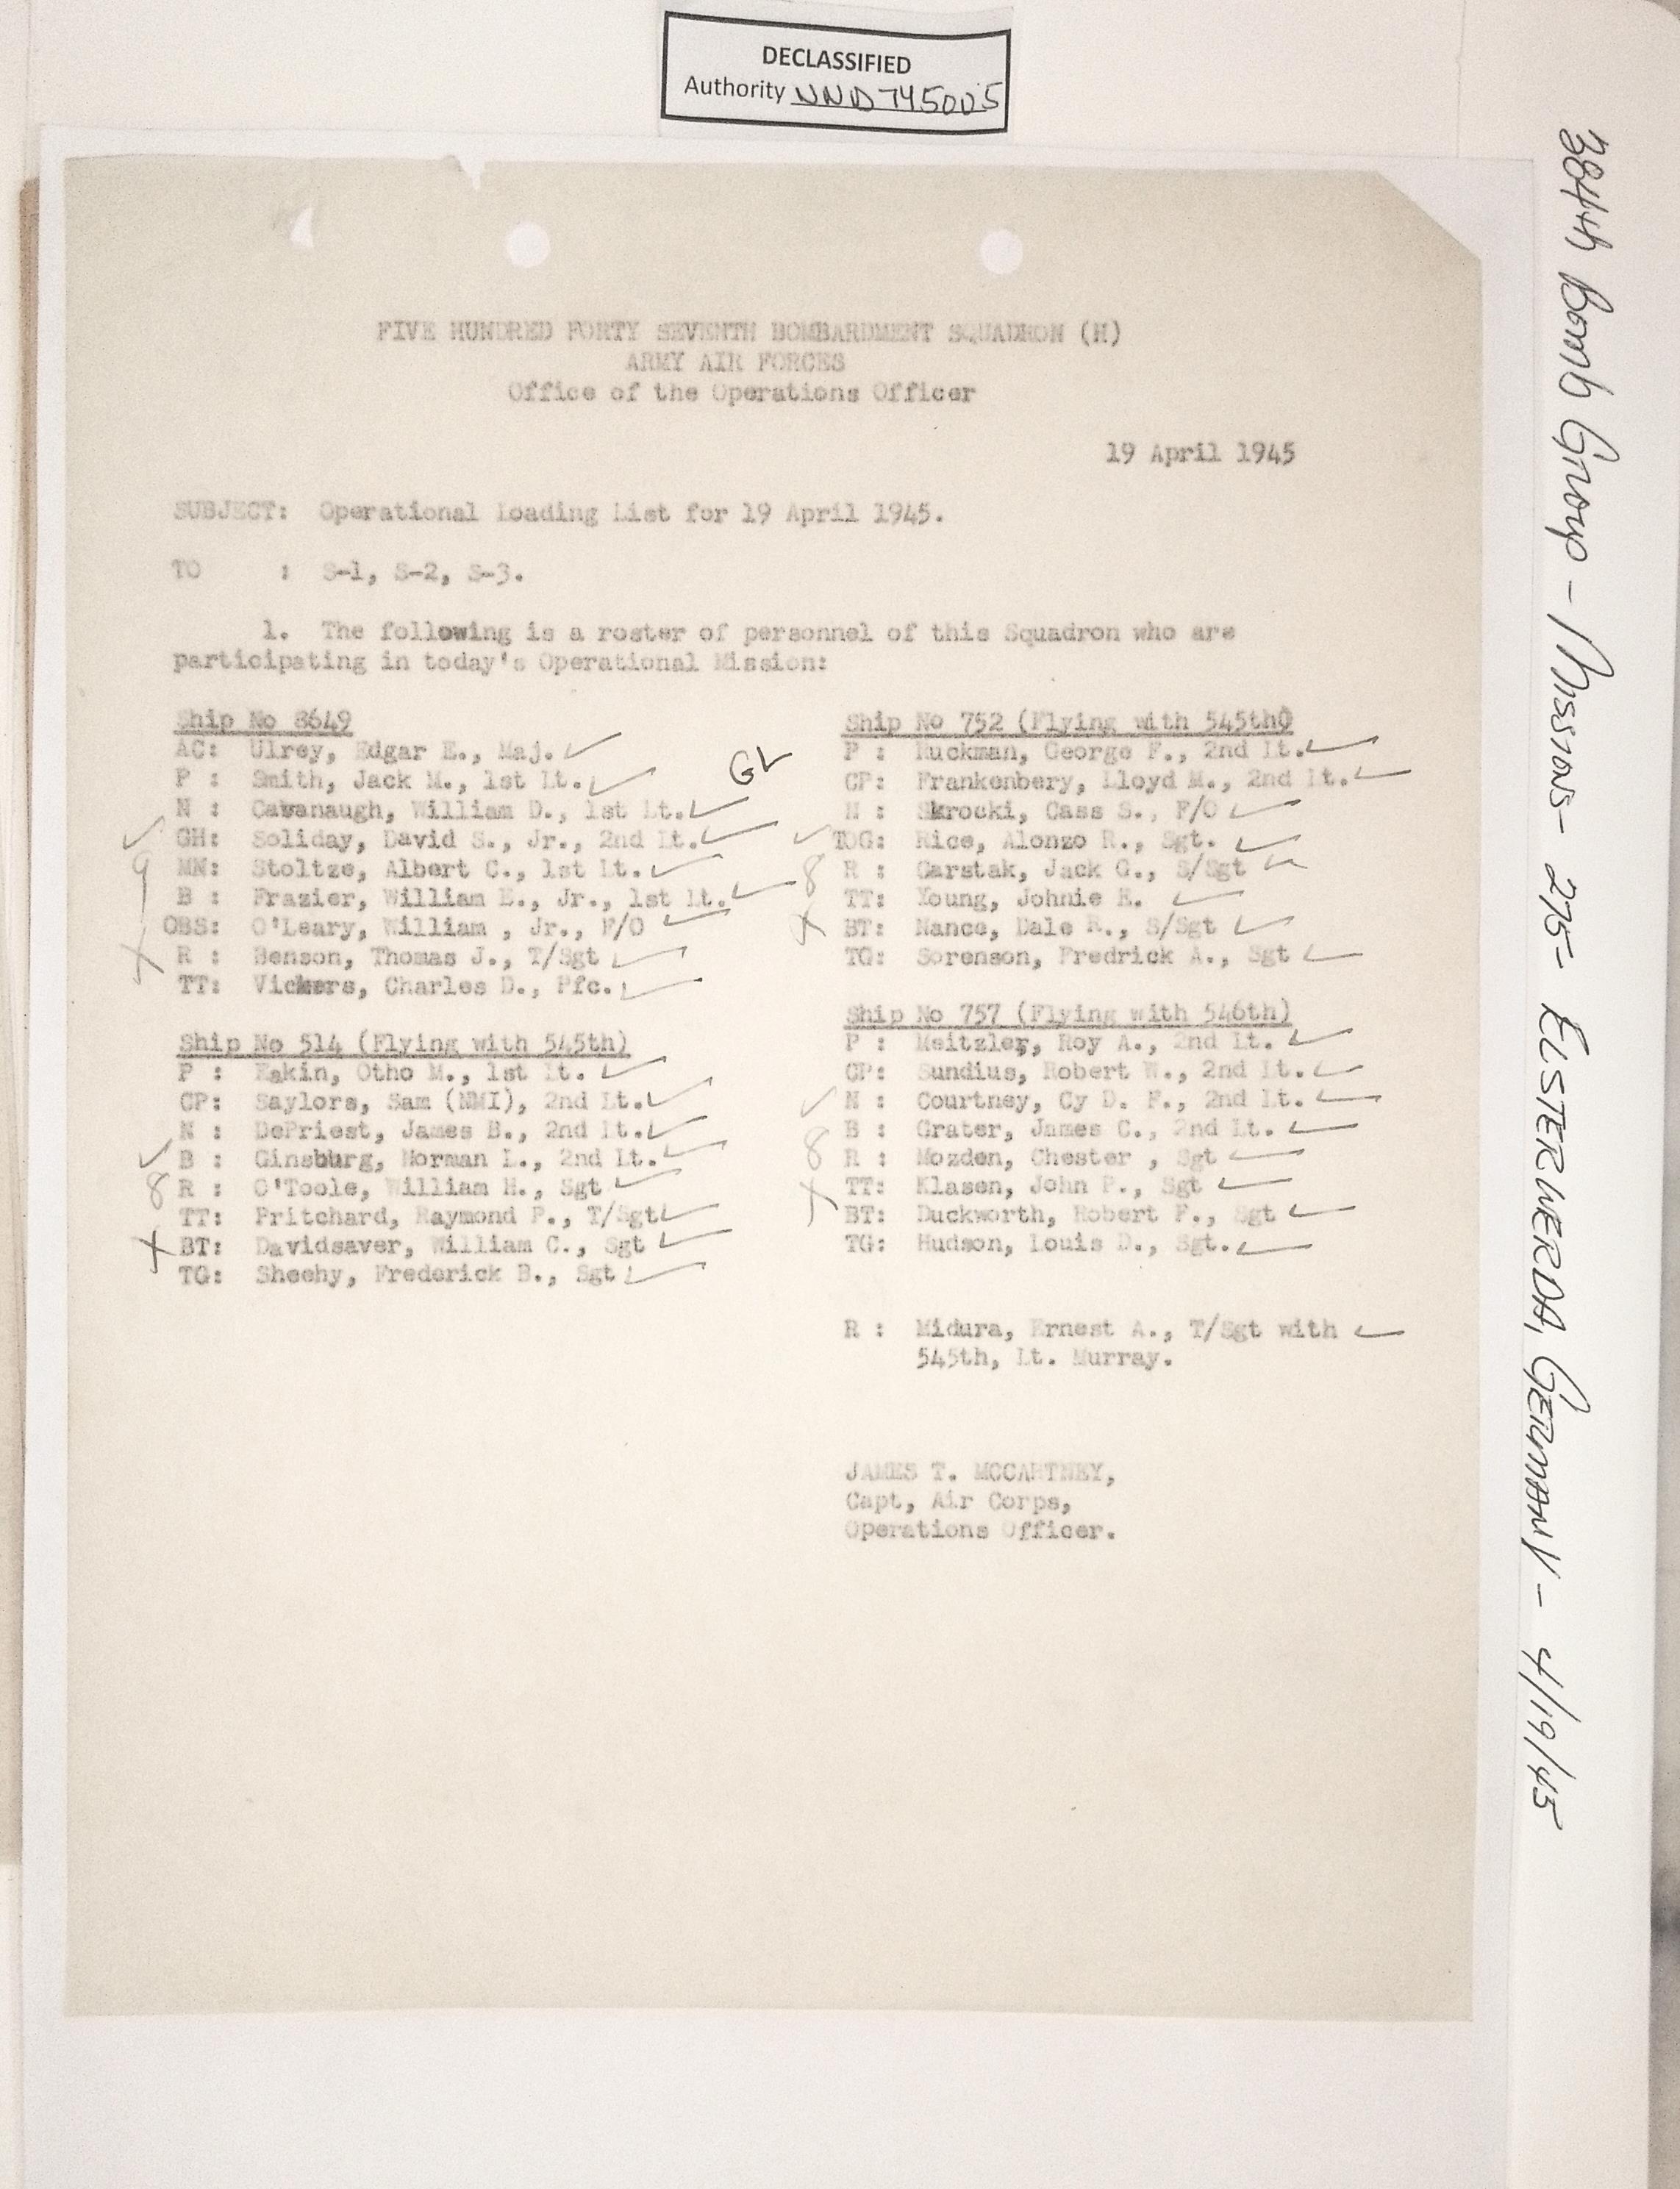 DECLASSIFIED
Authority NND 745005
FIVE HUNDRED FORTY SEVENTH BOMBARDMENT SQUADRON (H)
ARMY AIR FORCES
Office of the Operations Officer
19 April 1945
SUBJECT: Operational Loading List for 19 April 1945.
TO : S-1, S-2, S-3.
1. The following is a roster of personnel of this Squadron who are
participating in today's Operational Mission:
Ship No 8649
AC: Ulrey, Edgar E., Maj.
P : Smith, Jack M., 1st Lt.
N : Cavanaugh, William D., 1st Lt.
GH: Soliday, David S., Jr., 2nd Lt.
MN: Stoltze, Albert C., 1st Lt.
B : Frazier, William E., Jr., 1st Lt.
OBS: O'Leary, William , Jr., F/O
R : Benson, Thomas J., T/Sgt
TT: Vickers, Charles D., Pfc.
9
Ship No 514 (Flying with 545th)
P : Eakin, Otho M., 1st Lt.
CP: Saylors, Sam (NMI), 2nd Lt.
N : DePriest, James B., 2nd Lt.
B : Ginsburg, Norman L., 2nd Lt.
R : O'Toole, William H., Sgt
TT: Pritchard, Raymond P., T/Sgt
BT: Davidsaver, William C., Sgt
TG: Sheehy, Frederick B., Sgt
8
Ship No 752 (Flying with 545th)
P : Ruckman, George F., 2nd Lt.
CP: Frankenbery, Lloyd M., 2nd Lt.
N : Skrocki, Cass S., F/O
TOG: Rice, Alonzo R., Sgt.
R : Carstak, Jack G., S/Sgt
TT: Young, Johnie E.
BT: Nance, Dale R., S/Sgt
TG: Sorenson, Fredrick A., Sgt
8
Ship No 757 (Flying with 546th)
P : Meitzler, Roy A., 2nd Lt.
CP: Sundius, Robert W., 2nd Lt.
N : Courtney, Cy D. F., 2nd Lt.
B : Grater, James C., 2nd Lt.
R : Mozden, Chester , Sgt
TT: Klasen, John P., Sgt
BT: Duckworth, Robert F., Sgt
TG: Hudson, Louis D., Sgt.
8
R : Midura, Ernest A., T/Sgt with
545th, Lt. Murray.
JAMES T. MCCARTNEY,
Capt, Air Corps,
Operations Officer.
384th Bomb Group - Missions - 275 - ELSTERWERDA, GERMANY - 4/19/45